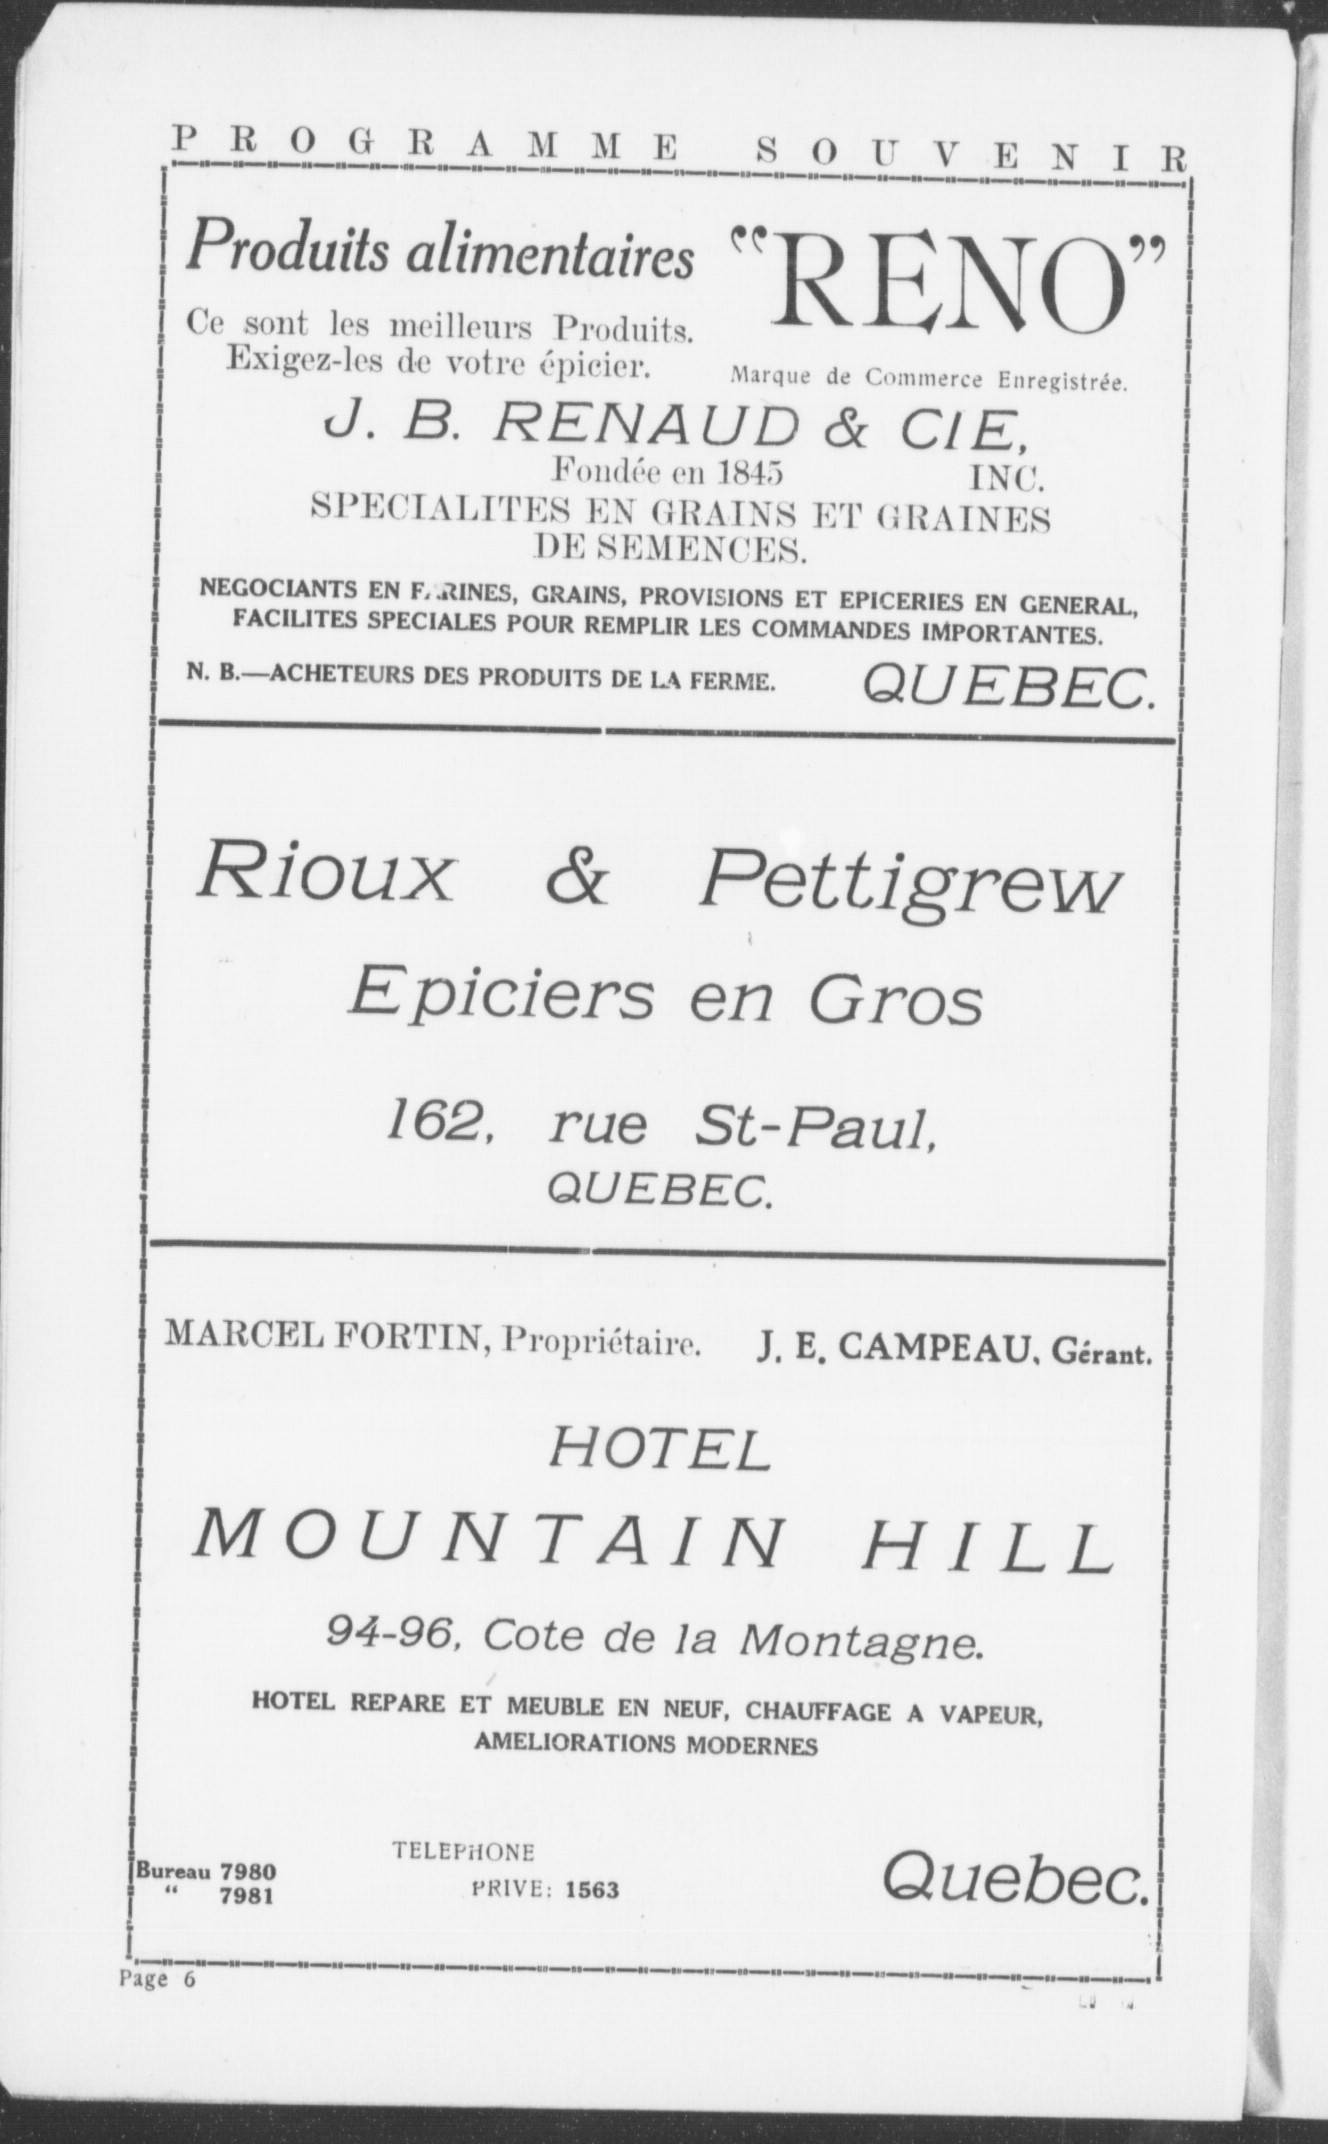 PROGRAMME SOUVENIR
Produits alimentaires "RENO"
Ce sont les meilleurs Produits.
Exigez-les de votre épicier.
Marque de Commerce Enregistrée.
J. B. RENAUD & CIE,
Fondée en 1845 INC.
SPECIALITES EN GRAINS ET GRAINES
DE SEMENCES.
NEGOCIANTS EN FARINES, GRAINS, PROVISIONS ET EPICERIES EN GENERAL,
FACILITES SPECIALES POUR REMPLIR LES COMMANDES IMPORTANTES.
N. B.—ACHETEURS DES PRODUITS DE LA FERME. QUEBEC.
Rioux & Pettigrew
Epiciers en Gros
162, rue St-Paul,
QUEBEC.
MARCEL FORTIN, Propriétaire. J. E. CAMPEAU, Gérant.
HOTEL
MOUNTAIN HILL
94-96, Cote de la Montagne.
HOTEL REPARE ET MEUBLE EN NEUF, CHAUFFAGE A VAPEUR,
AMELIORATIONS MODERNES
TELEPHONE
Bureau 7980
" 7981
PRIVE: 1563
Quebec.
Page 6